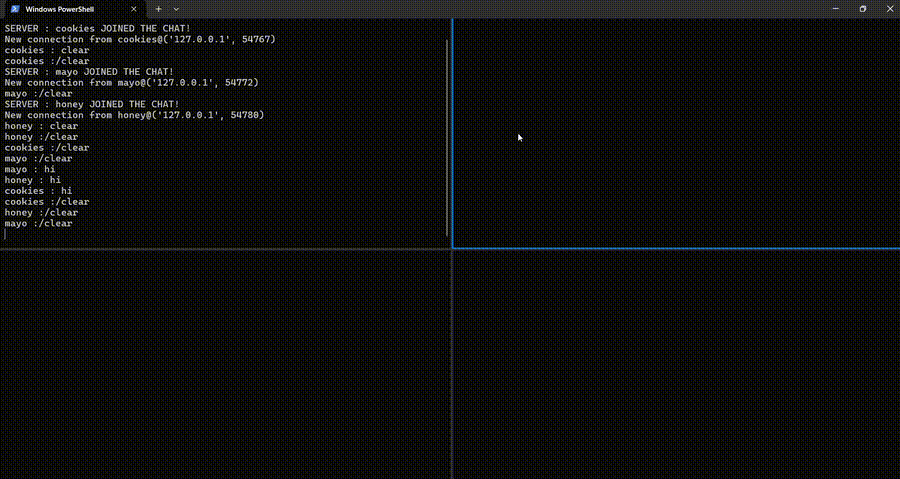 Windows PowerShell
SERVER : cookies JOINED THE CHAT!
New connection from cookies@('127.0.0.1', 54767)
cookies : clear
cookies :/clear
SERVER : mayo JOINED THE CHAT!
New connection from mayo@('127.0.0.1', 54772)
mayo :/clear
SERVER : honey JOINED THE CHAT!
New connection from honey@('127.0.0.1', 54780)
honey : clear
honey :/clear
cookies :/clear
mayo :/clear
mayo : hi
honey : hi
cookies : hi
cookies :/clear
honey :/clear
mayo :/clear